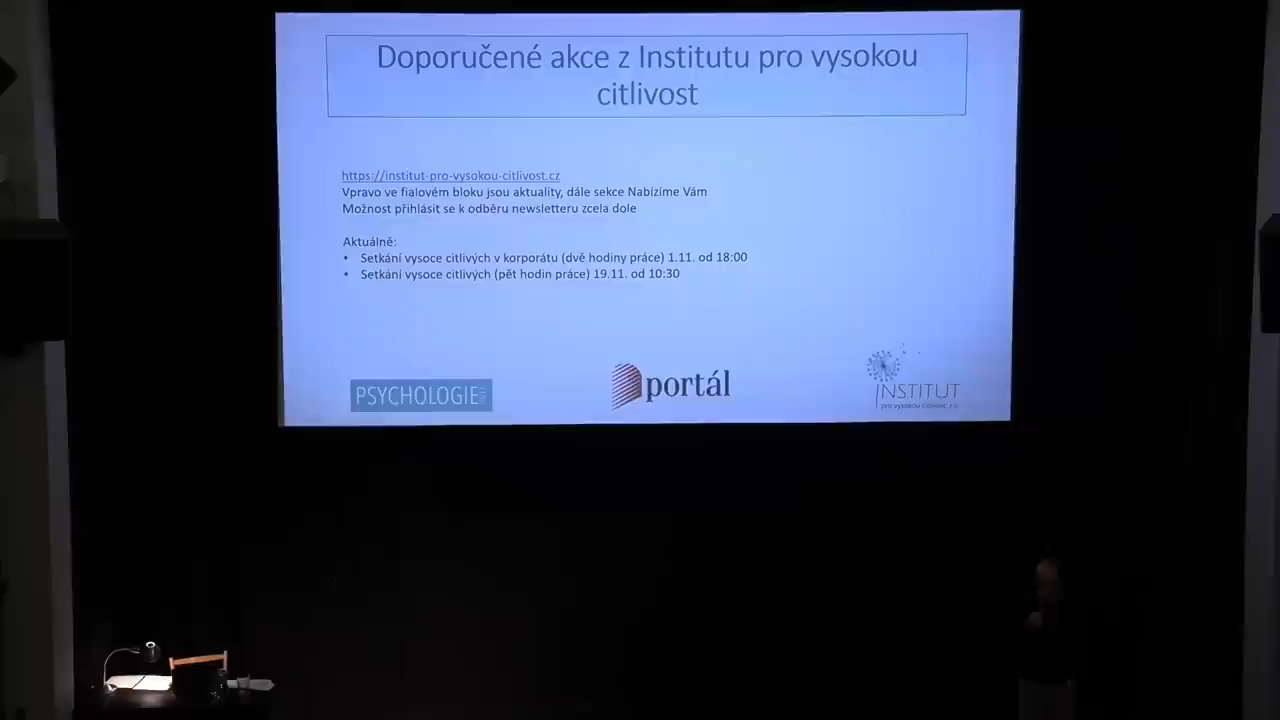 Doporučené akce z Institutu pro vysokou
citlivost
https://institut-pro-vysokou-citlivost.cz
Vpravo ve fialovém bloku jsou aktuality, dále sekce Nabízíme Vám
Možnost přihlásit se k odběru newsletteru zcela dole
Aktuálně:
• Setkání vysoce citlivých v korporátu (dvě hodiny práce) 1.11. od 18:00
• Setkání vysoce citlivých (pět hodin práce) 19.11. od 10:30
PSYCHOLOGIE
portál
INSTITUT
pro vysokou citlivost, z.ú.